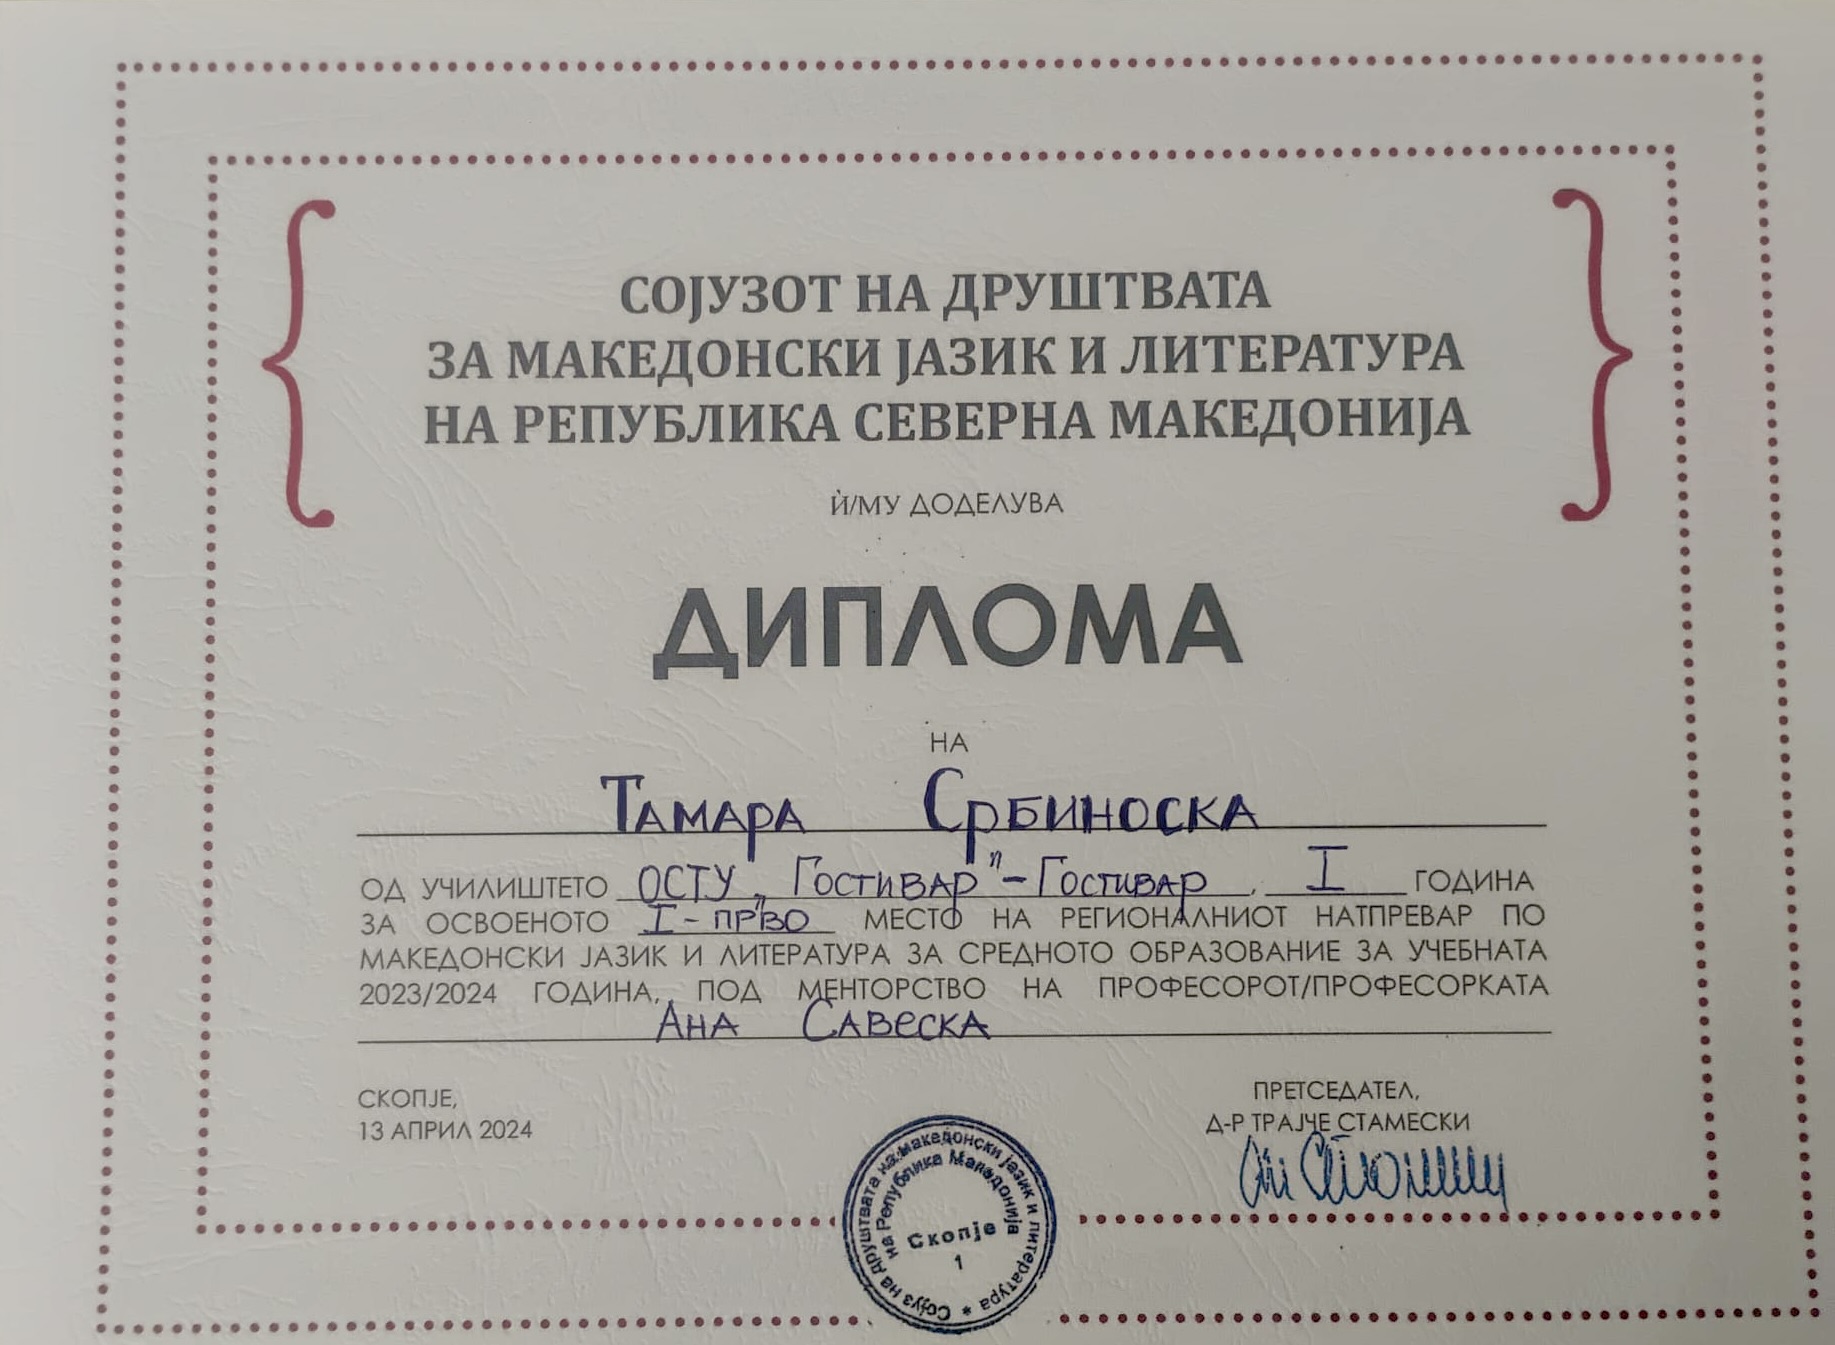 СОЈУЗОТ НА ДРУШТВАТА
ЗА МАКЕДОНСКИ ЈАЗИК И ЛИТЕРАТУРА
НА РЕПУБЛИКА СЕВЕРНА МАКЕДОНИЈА
Ѝ/МУ ДОДЕЛУВА
ДИПЛОМА
НА
ТАМАРА СРБИНОСКА
ОД УЧИЛИШТЕТО ОСТУ „Гостивар"-Гостивар, I ГОДИНА
ЗА ОСВОЕНОТО I - ПРВО МЕСТО НА РЕГИОНАЛНИОТ НАТПРЕВАР ПО
МАКЕДОНСКИ ЈАЗИК И ЛИТЕРАТУРА ЗА СРЕДНОТО ОБРАЗОВАНИЕ ЗА УЧЕБНАТА
2023/2024 ГОДИНА, ПОД МЕНТОРСТВО НА ПРОФЕСОРОТ/ПРОФЕСОРКАТА
АНА САВЕСКА
СКОПЈЕ,
13 АПРИЛ 2024
ПРЕТСЕДАТЕЛ,
Д-Р ТРАЈЧЕ СТАМЕСКИ
Сојуз на друштвата на македонски јазик и литература *
на Република Македонија
Скопје
1